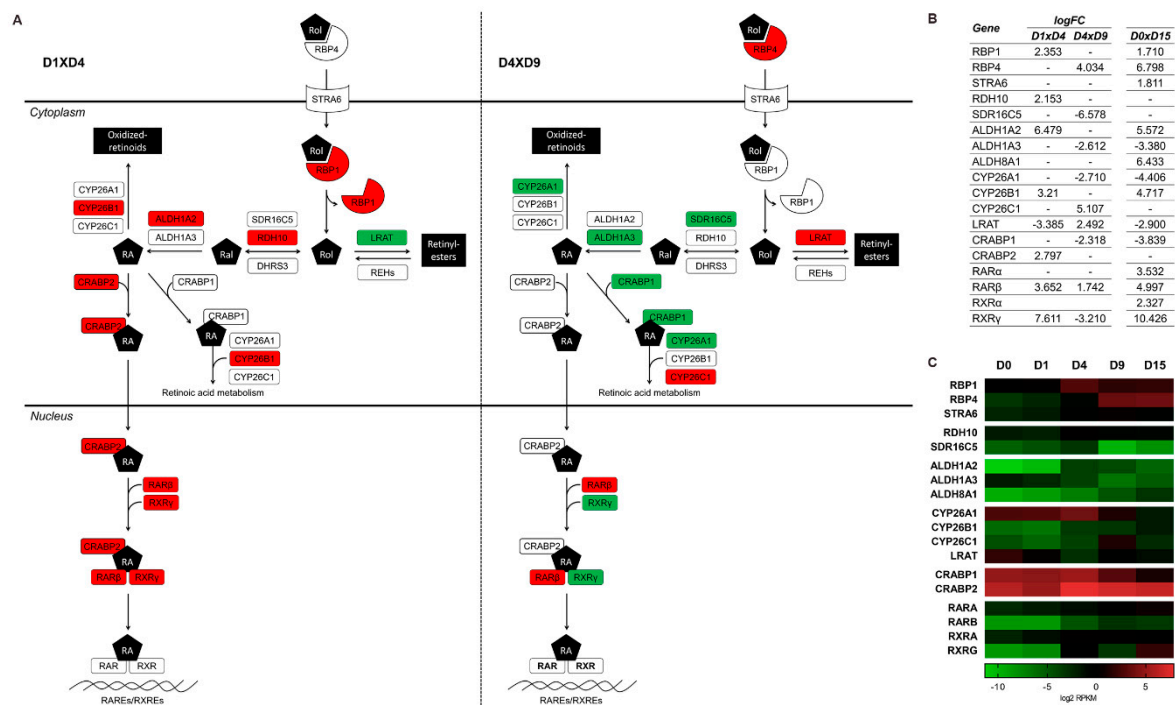 A
D1XD4
Rol
RBP4
STRA6
Cytoplasm
Oxidized-
retinoids
Rol
RBP1
RBP1
CYP26A1
CYP26B1
CYP26C1
ALDH1A2
ALDH1A3
SDR16C5
RDH10
DHRS3
LRAT
REHs
Retinyl-
esters
RA
Ral
Rol
CRABP2
CRABP1
CRABP2
RA
CRABP1
RA
CYP26A1
CYP26B1
CYP26C1
Retinoic acid metabolism
Nucleus
CRABP2
RA
RARβ
RXRγ
CRABP2
RA
RARβ RXRγ
RA
RAR RXR
RAREs/RXREs
D4XD9
Rol
RBP4
STRA6
Oxidized-
retinoids
Rol
RBP1
RBP1
CYP26A1
CYP26B1
CYP26C1
ALDH1A2
ALDH1A3
SDR16C5
RDH10
DHRS3
LRAT
REHs
Retinyl-
esters
RA
Ral
Rol
CRABP2
CRABP1
CRABP2
RA
CRABP1
RA
CYP26A1
CYP26B1
CYP26C1
Retinoic acid metabolism
CRABP2
RA
RARβ
RXRγ
CRABP2
RA
RARβ RXRγ
RA
RAR RXR
RAREs/RXREs
B
logFC
Gene D1xD4 D4xD9 D0xD15
RBP1 2.353 - 1.710
RBP4 - 4.034 6.798
STRA6 - - 1.811
RDH10 2.153 - -
SDR16C5 - -6.578 -
ALDH1A2 6.479 - 5.572
ALDH1A3 - -2.612 -3.380
ALDH8A1 - - 6.433
CYP26A1 - -2.710 -4.406
CYP26B1 3.21 - 4.717
CYP26C1 - 5.107 -
LRAT -3.385 2.492 -2.900
CRABP1 - -2.318 -3.839
CRABP2 2.797 - -
RARα 3.532
RARβ 3.652 1.742 4.997
RXRα 2.327
RXRγ 7.611 -3.210 10.426
C
D0 D1 D4 D9 D15
RBP1
RBP4
STRA6
RDH10
SDR16C5
ALDH1A2
ALDH1A3
ALDH8A1
CYP26A1
CYP26B1
CYP26C1
LRAT
CRABP1
CRABP2
RARA
RARB
RXRA
RXRG
-10 -5 0 5
log2 RPKM